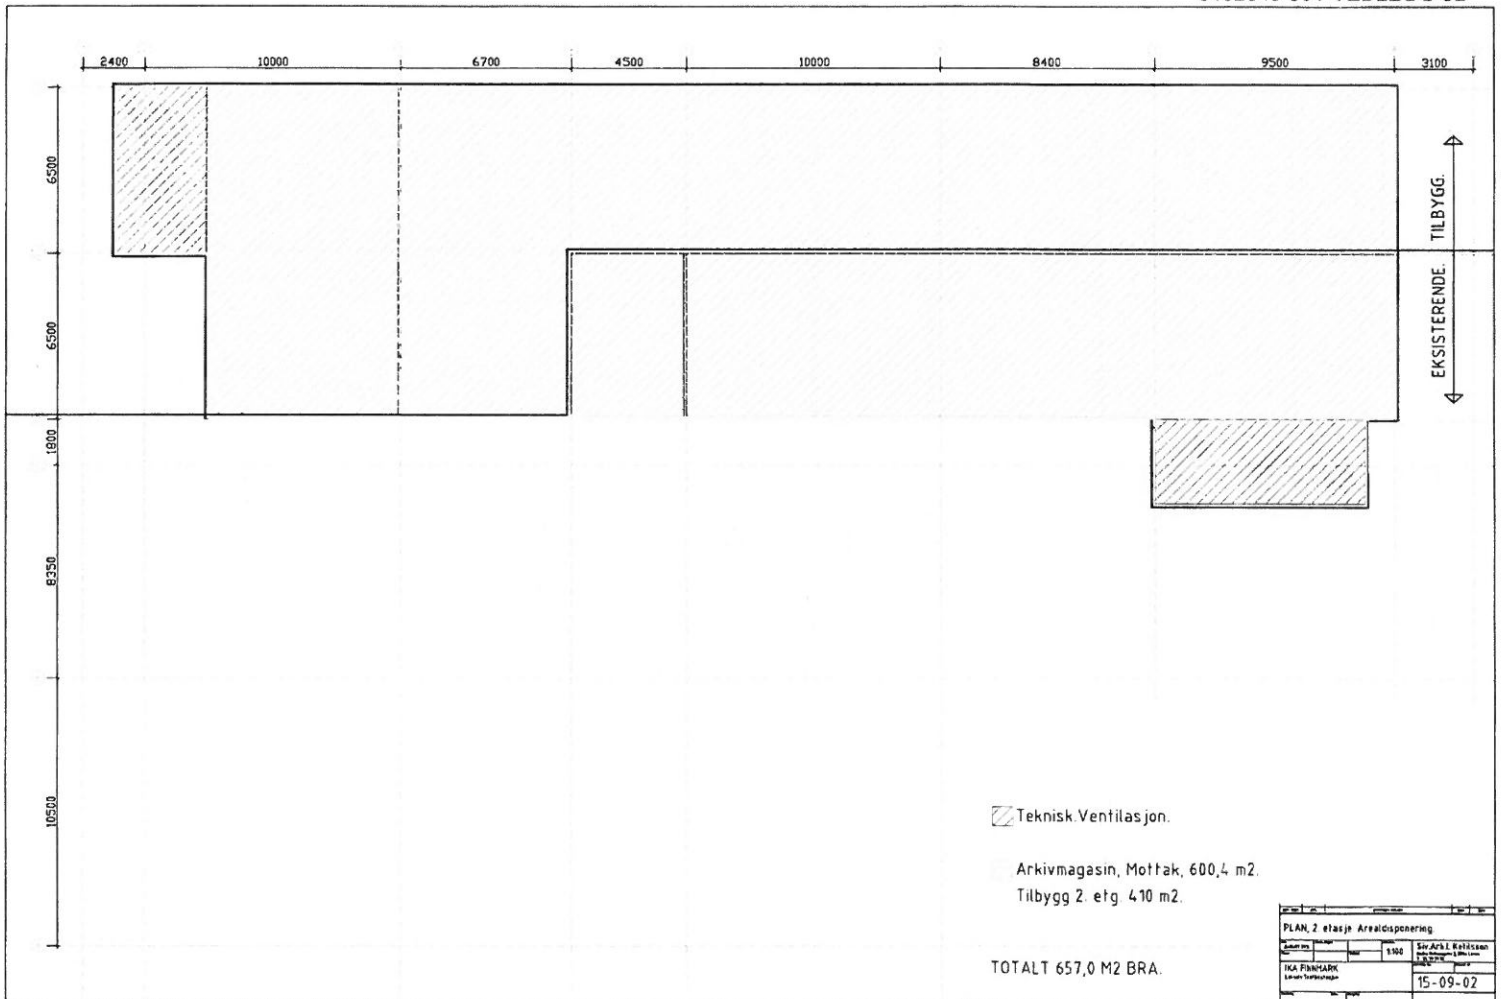 2400 10000 6700 4500 10000 8400 9500 3100
6500
6500
1800
8350
10500
TILBYGG.
EKSISTERENDE.
Teknisk.Ventilasjon.
Arkivmagasin, Mottak, 600,4 m2.
Tilbygg 2. etg. 410 m2.
TOTALT 657,0 M2 BRA.
PLAN, 2 etasje Arealdisponering.
1:100
Siv.Ark.I. Ketilsson
IKA FINNMARK
15-09-02